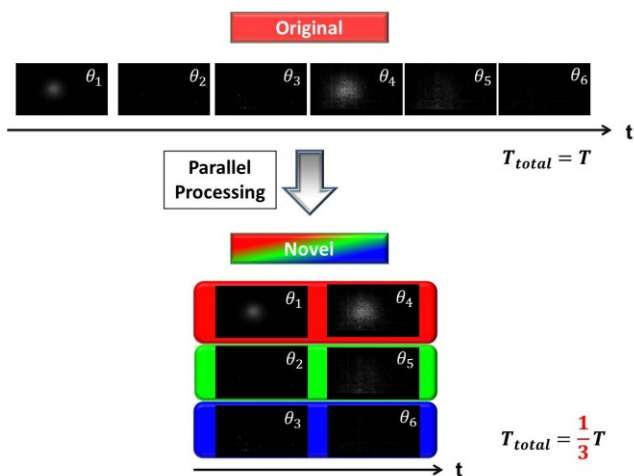 Original
θ₁ θ₂ θ₃ θ₄ θ₅ θ₆
t
T_total = T
Parallel
Processing
Novel
θ₁ θ₄
θ₂ θ₅
θ₃ θ₆
T_total = 1/3 T
t